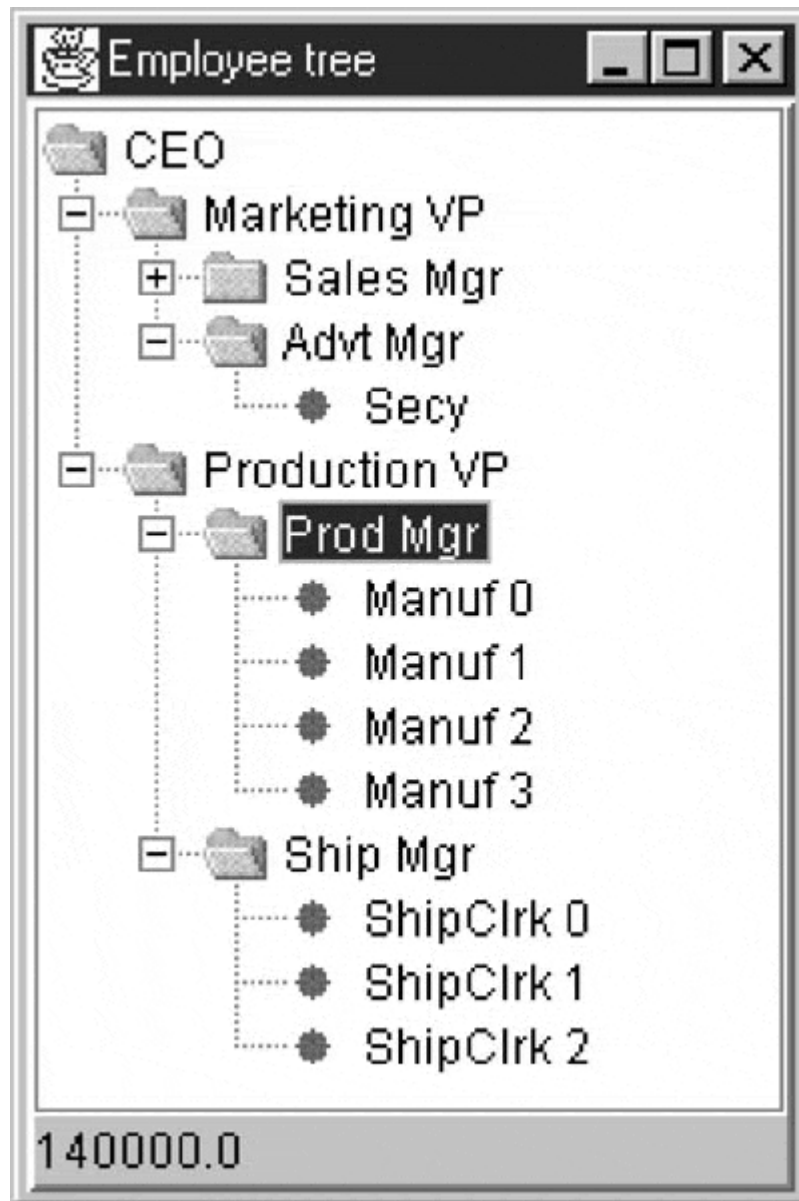 Employee tree
CEO
Marketing VP
Sales Mgr
Advt Mgr
Secy
Production VP
Prod Mgr
Manuf 0
Manuf 1
Manuf 2
Manuf 3
Ship Mgr
ShipClrk 0
ShipClrk 1
ShipClrk 2
140000.0